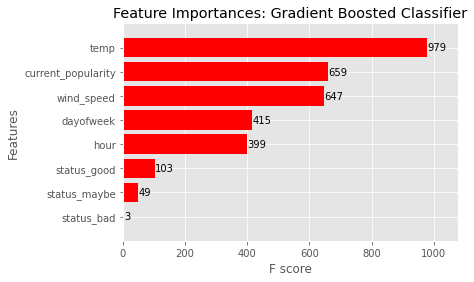 Feature Importances: Gradient Boosted Classifier
Features
temp 979
current_popularity 659
wind_speed 647
dayofweek 415
hour 399
status_good 103
status_maybe 49
status_bad 3
0 200 400 600 800 1000
F score